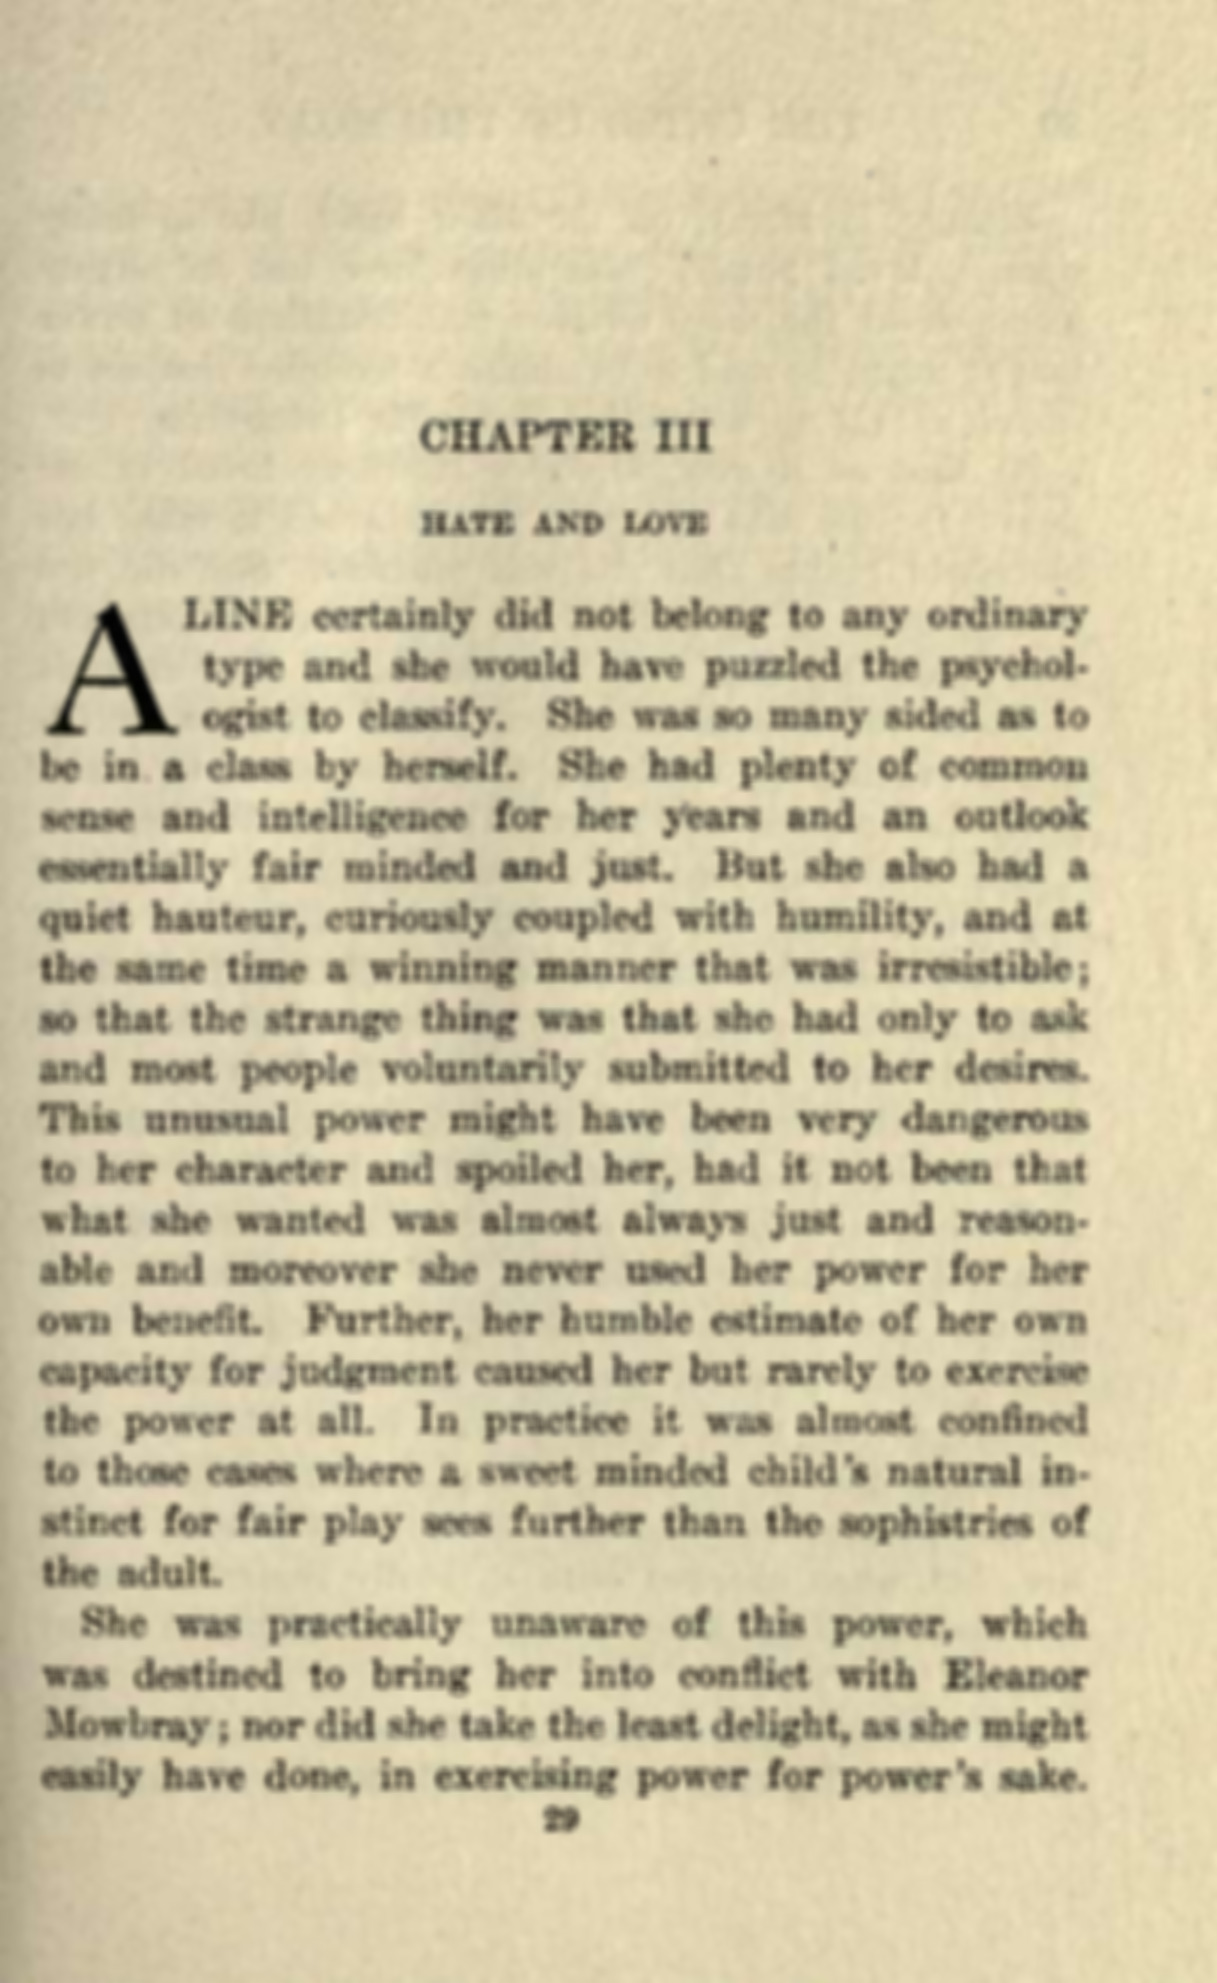 CHAPTER III
HATE AND LOVE
ALINE certainly did not belong to any ordinary
type and she would have puzzled the psychol-
ogist to classify. She was so many sided as to
be in a class by herself. She had plenty of common
sense and intelligence for her years and an outlook
essentially fair minded and just. But she also had a
quiet hauteur, curiously coupled with humility, and at
the same time a winning manner that was irresistible;
so that the strange thing was that she had only to ask
and most people voluntarily submitted to her desires.
This unusual power might have been very dangerous
to her character and spoiled her, had it not been that
what she wanted was almost always just and reason-
able and moreover she never used her power for her
own benefit. Further, her humble estimate of her own
capacity for judgment caused her but rarely to exercise
the power at all. In practice it was almost confined
to those cases where a sweet minded child's natural in-
stinct for fair play sees further than the sophistries of
the adult.
She was practically unaware of this power, which
was destined to bring her into conflict with Eleanor
Mowbray; nor did she take the least delight, as she might
easily have done, in exercising power for power's sake.
29